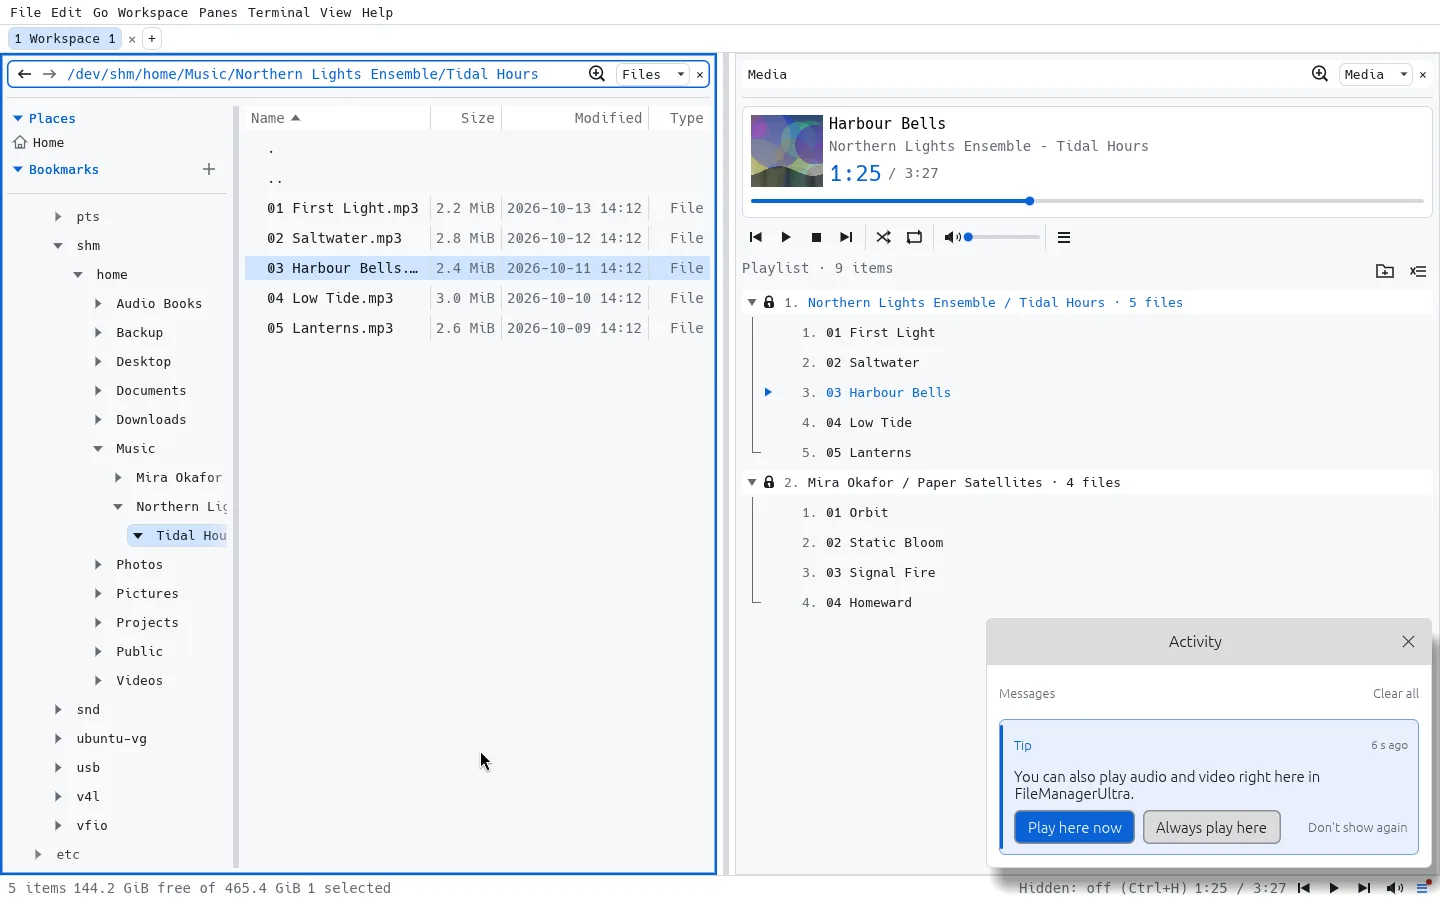 File Edit Go Workspace Panes Terminal View Help
1 Workspace 1 × +
/dev/shm/home/Music/Northern Lights Ensemble/Tidal Hours
Files ×
Places
Home
Bookmarks
pts
shm
home
Audio Books
Backup
Desktop
Documents
Downloads
Music
Mira Okafor
Northern Lig
Tidal Hou
Photos
Pictures
Projects
Public
Videos
snd
ubuntu-vg
usb
v4l
vfio
etc
Name Size Modified Type
.
..
01 First Light.mp3 2.2 MiB 2026-10-13 14:12 File
02 Saltwater.mp3 2.8 MiB 2026-10-12 14:12 File
03 Harbour Bells.… 2.4 MiB 2026-10-11 14:12 File
04 Low Tide.mp3 3.0 MiB 2026-10-10 14:12 File
05 Lanterns.mp3 2.6 MiB 2026-10-09 14:12 File
Media Media ×
Harbour Bells
Northern Lights Ensemble - Tidal Hours
1:25 / 3:27
Playlist · 9 items
1. Northern Lights Ensemble / Tidal Hours · 5 files
1. 01 First Light
2. 02 Saltwater
3. 03 Harbour Bells
4. 04 Low Tide
5. 05 Lanterns
2. Mira Okafor / Paper Satellites · 4 files
1. 01 Orbit
2. 02 Static Bloom
3. 03 Signal Fire
4. 04 Homeward
Activity
Messages Clear all
Tip 6 s ago
You can also play audio and video right here in
FileManagerUltra.
Play here now Always play here Don't show again
5 items 144.2 GiB free of 465.4 GiB 1 selected
Hidden: off (Ctrl+H) 1:25 / 3:27